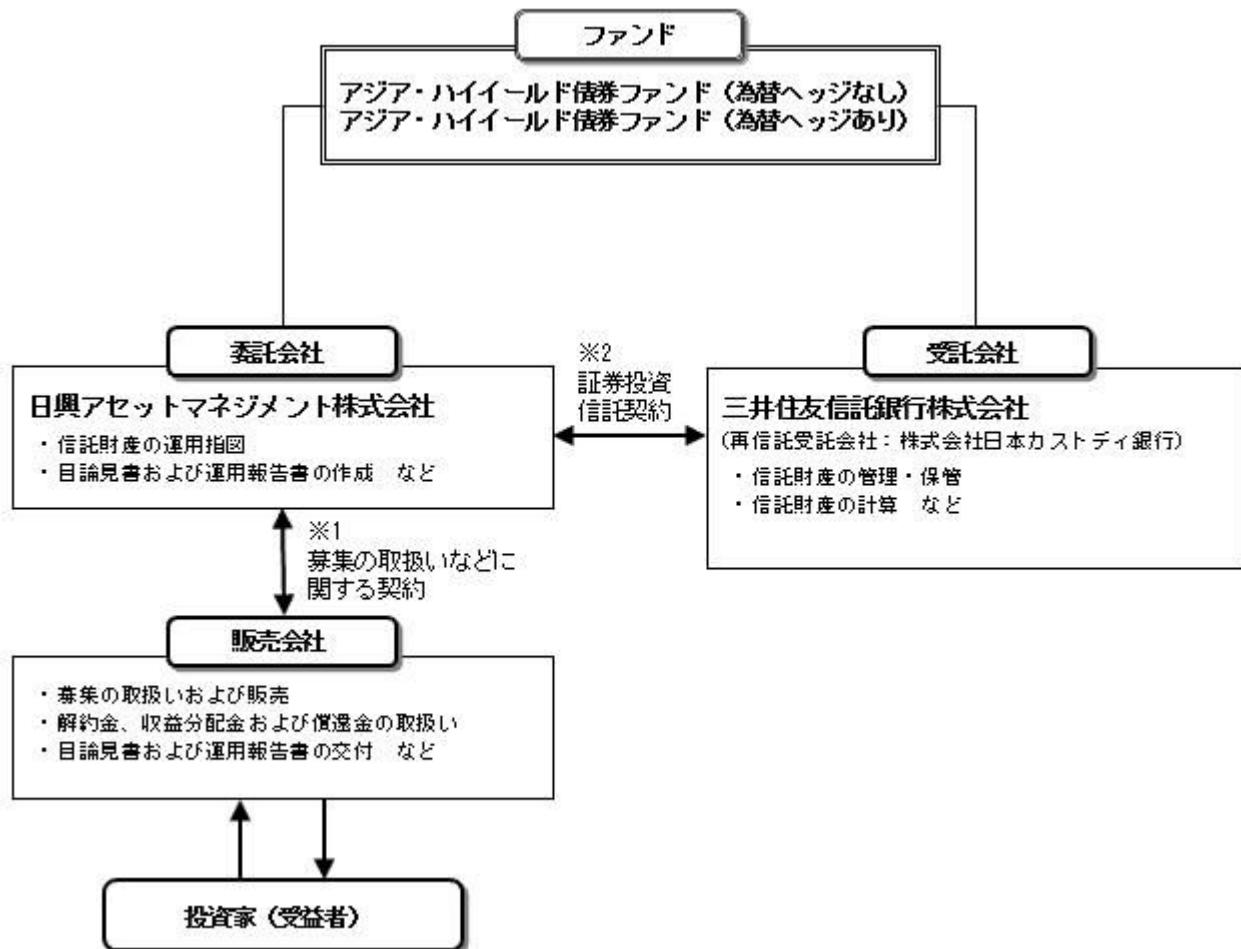 ファンド
アジア・ハイイールド債券ファンド（為替ヘッジなし）
アジア・ハイイールド債券ファンド（為替ヘッジあり）
委託会社
日興アセットマネジメント株式会社
・信託財産の運用指図
・目論見書および運用報告書の作成　など
※2
証券投資
信託契約
受託会社
三井住友信託銀行株式会社
（再信託受託会社：株式会社日本カストディ銀行）
・信託財産の管理・保管
・信託財産の計算　など
※1
募集の取扱いなどに
関する契約
販売会社
・募集の取扱いおよび販売
・解約金、収益分配金および償還金の取扱い
・目論見書および運用報告書の交付　など
投資家（受益者）